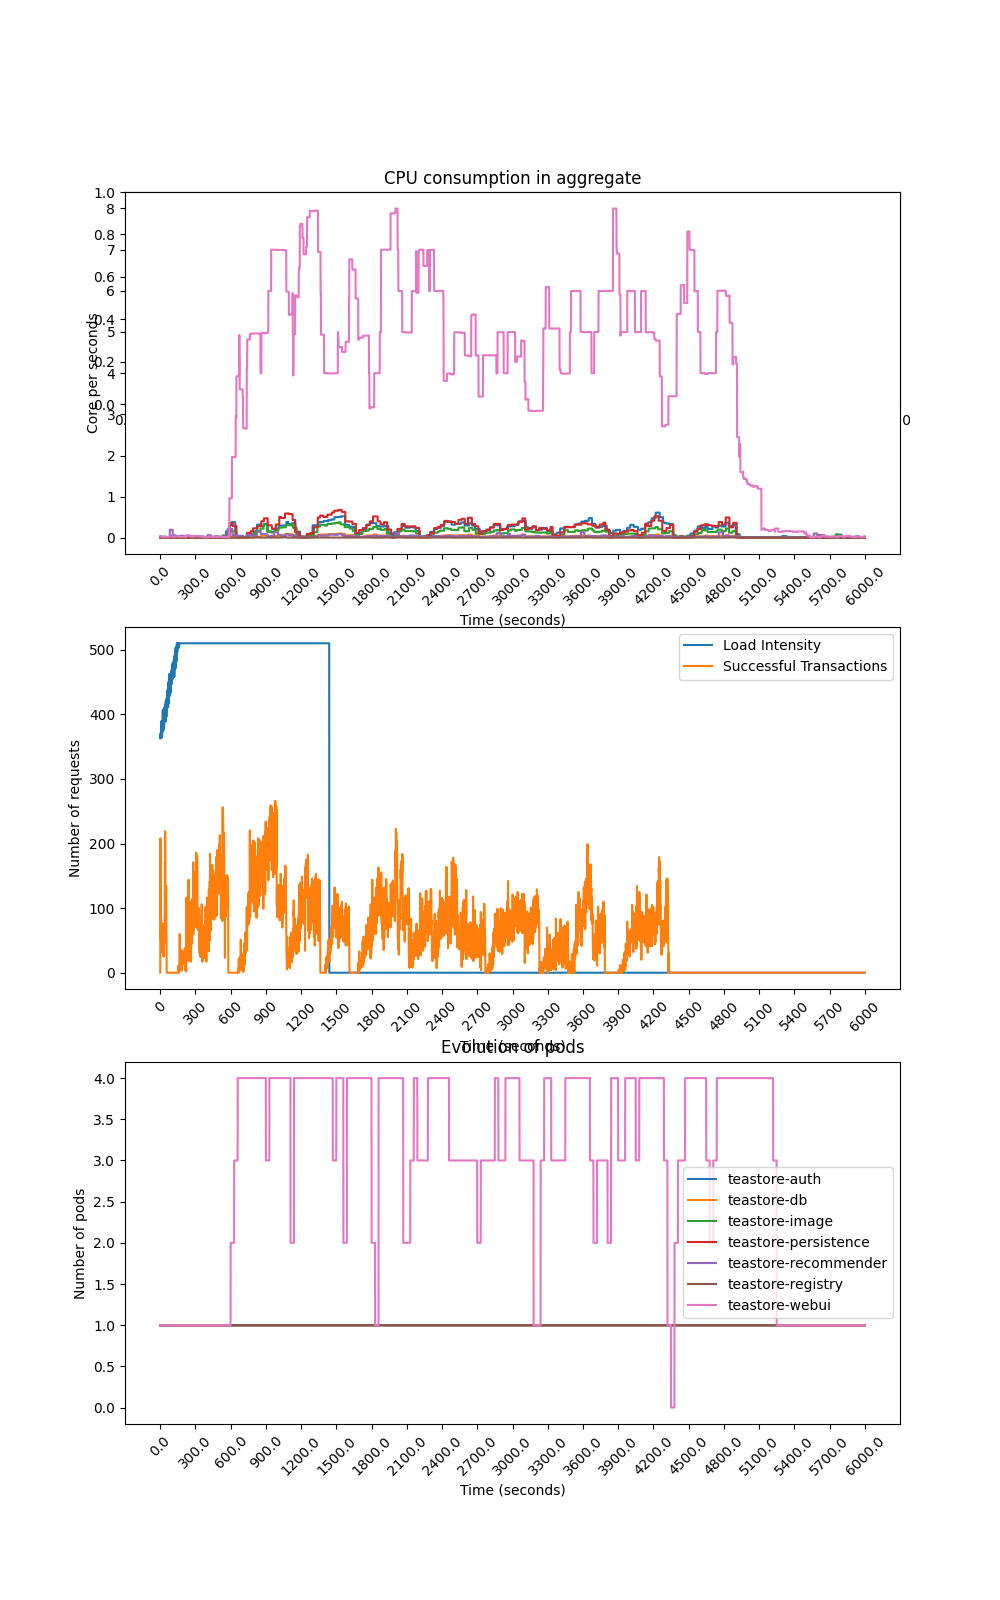 CPU consumption in aggregate
1.0
8
0.8
7
0.6
6
0.4
5
0.2
4
0.0
3
2
1
0
Core per seconds
0
0.0 300.0 600.0 900.0 1200.0 1500.0 1800.0 2100.0 2400.0 2700.0 3000.0 3300.0 3600.0 3900.0 4200.0 4500.0 4800.0 5100.0 5400.0 5700.0 6000.0
Time (seconds)
500
400
300
200
100
0
Number of requests
Load Intensity
Successful Transactions
0 300 600 900 1200 1500 1800 2100 2400 2700 3000 3300 3600 3900 4200 4500 4800 5100 5400 5700 6000
Time (seconds)
Evolution of pods
4.0
3.5
3.0
2.5
2.0
1.5
1.0
0.5
0.0
Number of pods
teastore-auth
teastore-db
teastore-image
teastore-persistence
teastore-recommender
teastore-registry
teastore-webui
0.0 300.0 600.0 900.0 1200.0 1500.0 1800.0 2100.0 2400.0 2700.0 3000.0 3300.0 3600.0 3900.0 4200.0 4500.0 4800.0 5100.0 5400.0 5700.0 6000.0
Time (seconds)